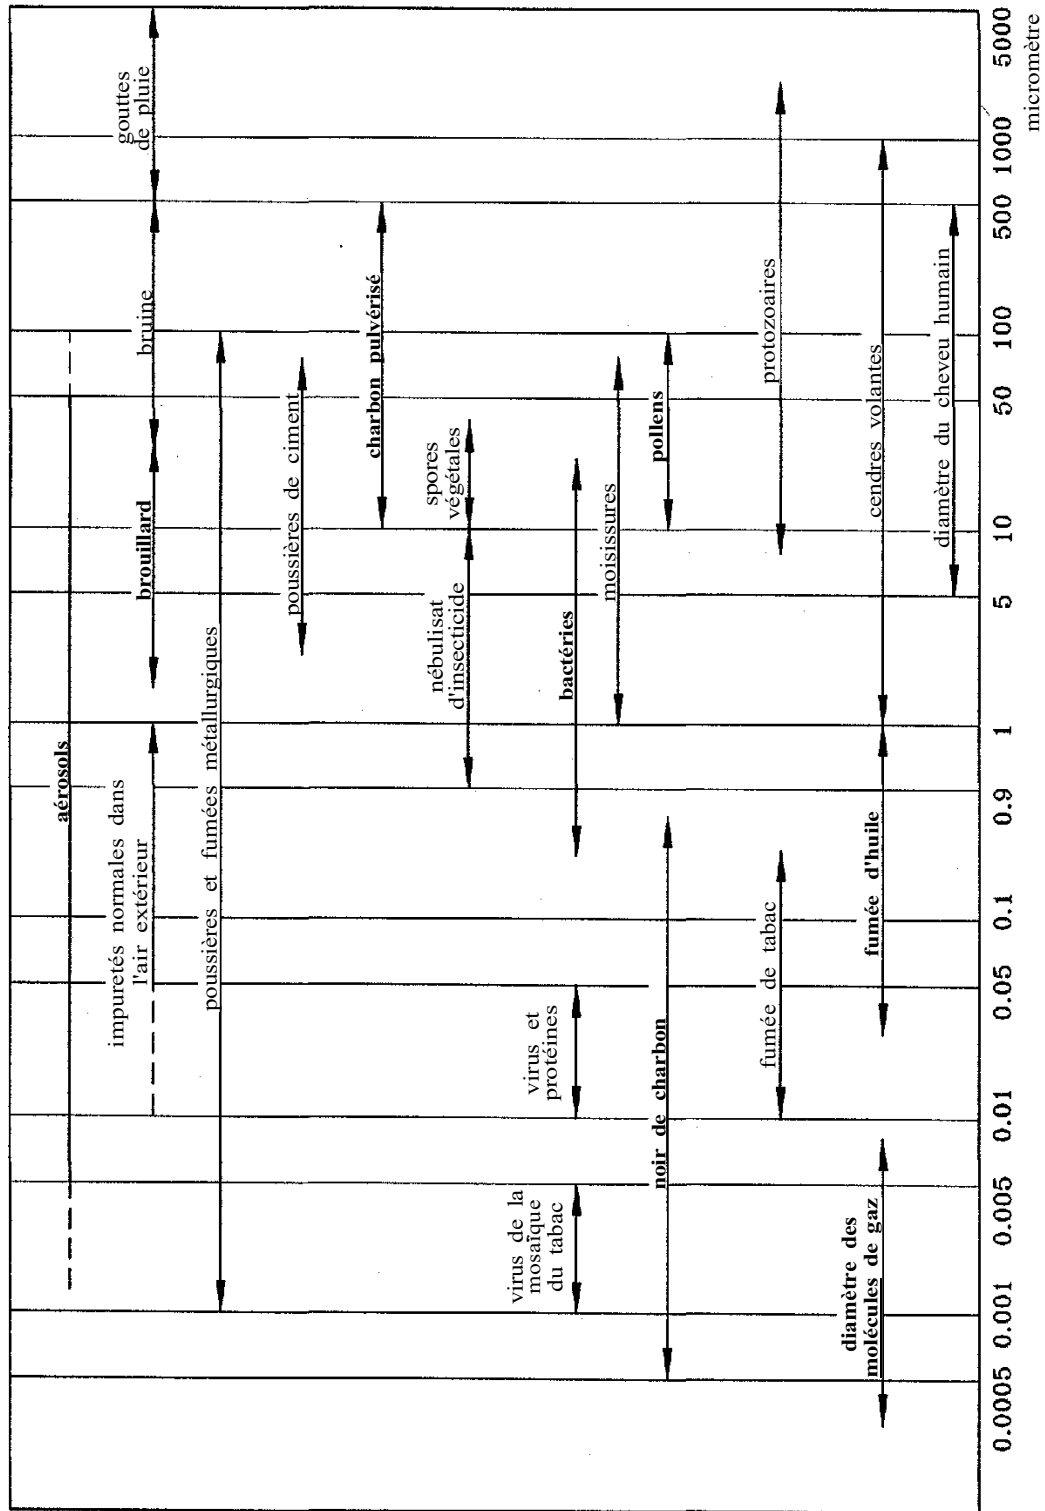 aérosols
impuretés normales dans
l'air extérieur
brouillard
bruine
gouttes
de pluie
poussières et fumées métallurgiques
poussières de ciment
charbon pulvérisé
nébulisat
d'insecticide
spores
végétales
virus de la
mosaïque
du tabac
virus et
protéines
bactéries
moisissures
noir de charbon
pollens
fumée de tabac
protozoaires
diamètre des
molécules de gaz
fumée d'huile
cendres volantes
diamètre du cheveu humain
0.0005 0.001 0.005 0.01 0.05 0.1 0.9 1 5 10 50 100 500 1000 5000
micromètre